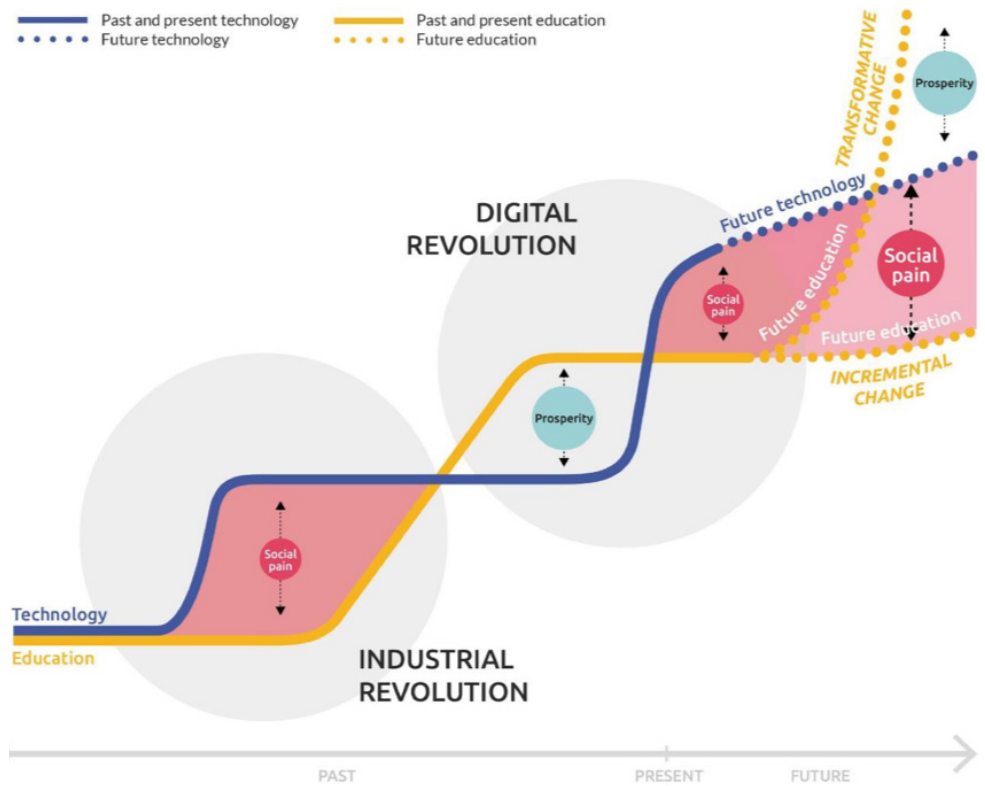 Past and present technology
Future technology
Past and present education
Future education
TRANSFORMATIVE
CHANGE
Prosperity
DIGITAL
REVOLUTION
Future technology
Social
pain
Social
pain
Future education
Future education
INCREMENTAL
CHANGE
Prosperity
Social
pain
Technology
Education
INDUSTRIAL
REVOLUTION
PAST
PRESENT
FUTURE